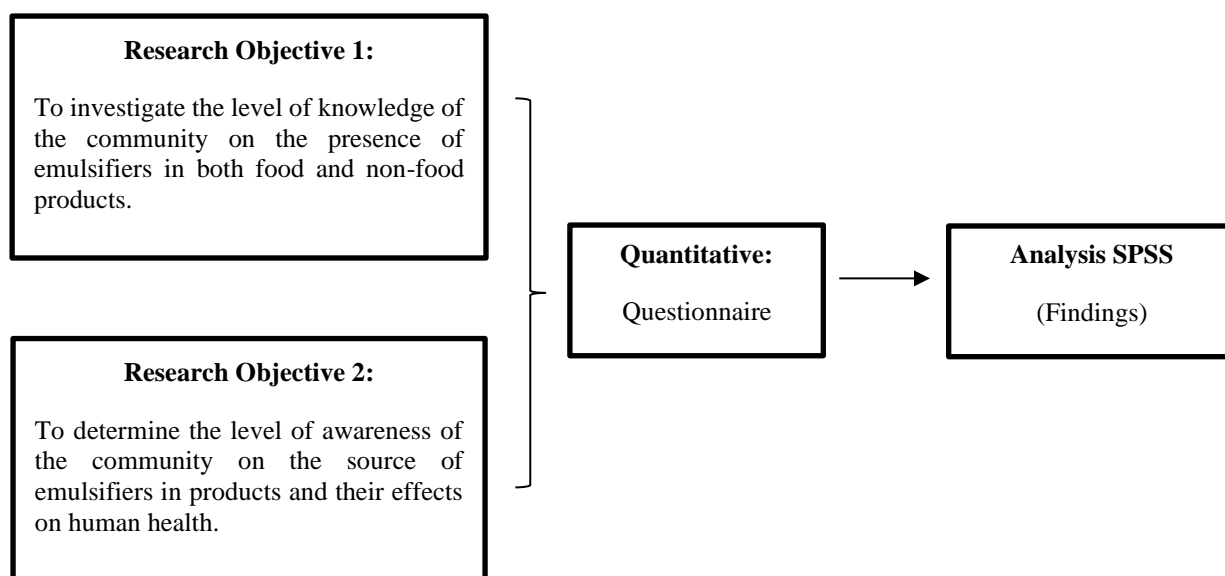 Research Objective 1:
To investigate the level of knowledge of
the community on the presence of
emulsifiers in both food and non-food
products.
Research Objective 2:
To determine the level of awareness of
the community on the source of
emulsifiers in products and their effects
on human health.
Quantitative:
Questionnaire
Analysis SPSS
(Findings)